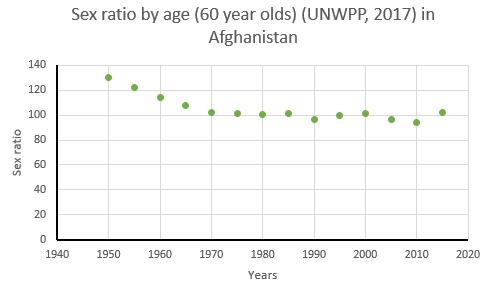 Sex ratio by age (60 year olds) (UNWPP, 2017) in
Afghanistan
140
120
100
80
60
40
20
0
Sex ratio
1940 1950 1960 1970 1980 1990 2000 2010 2020
Years